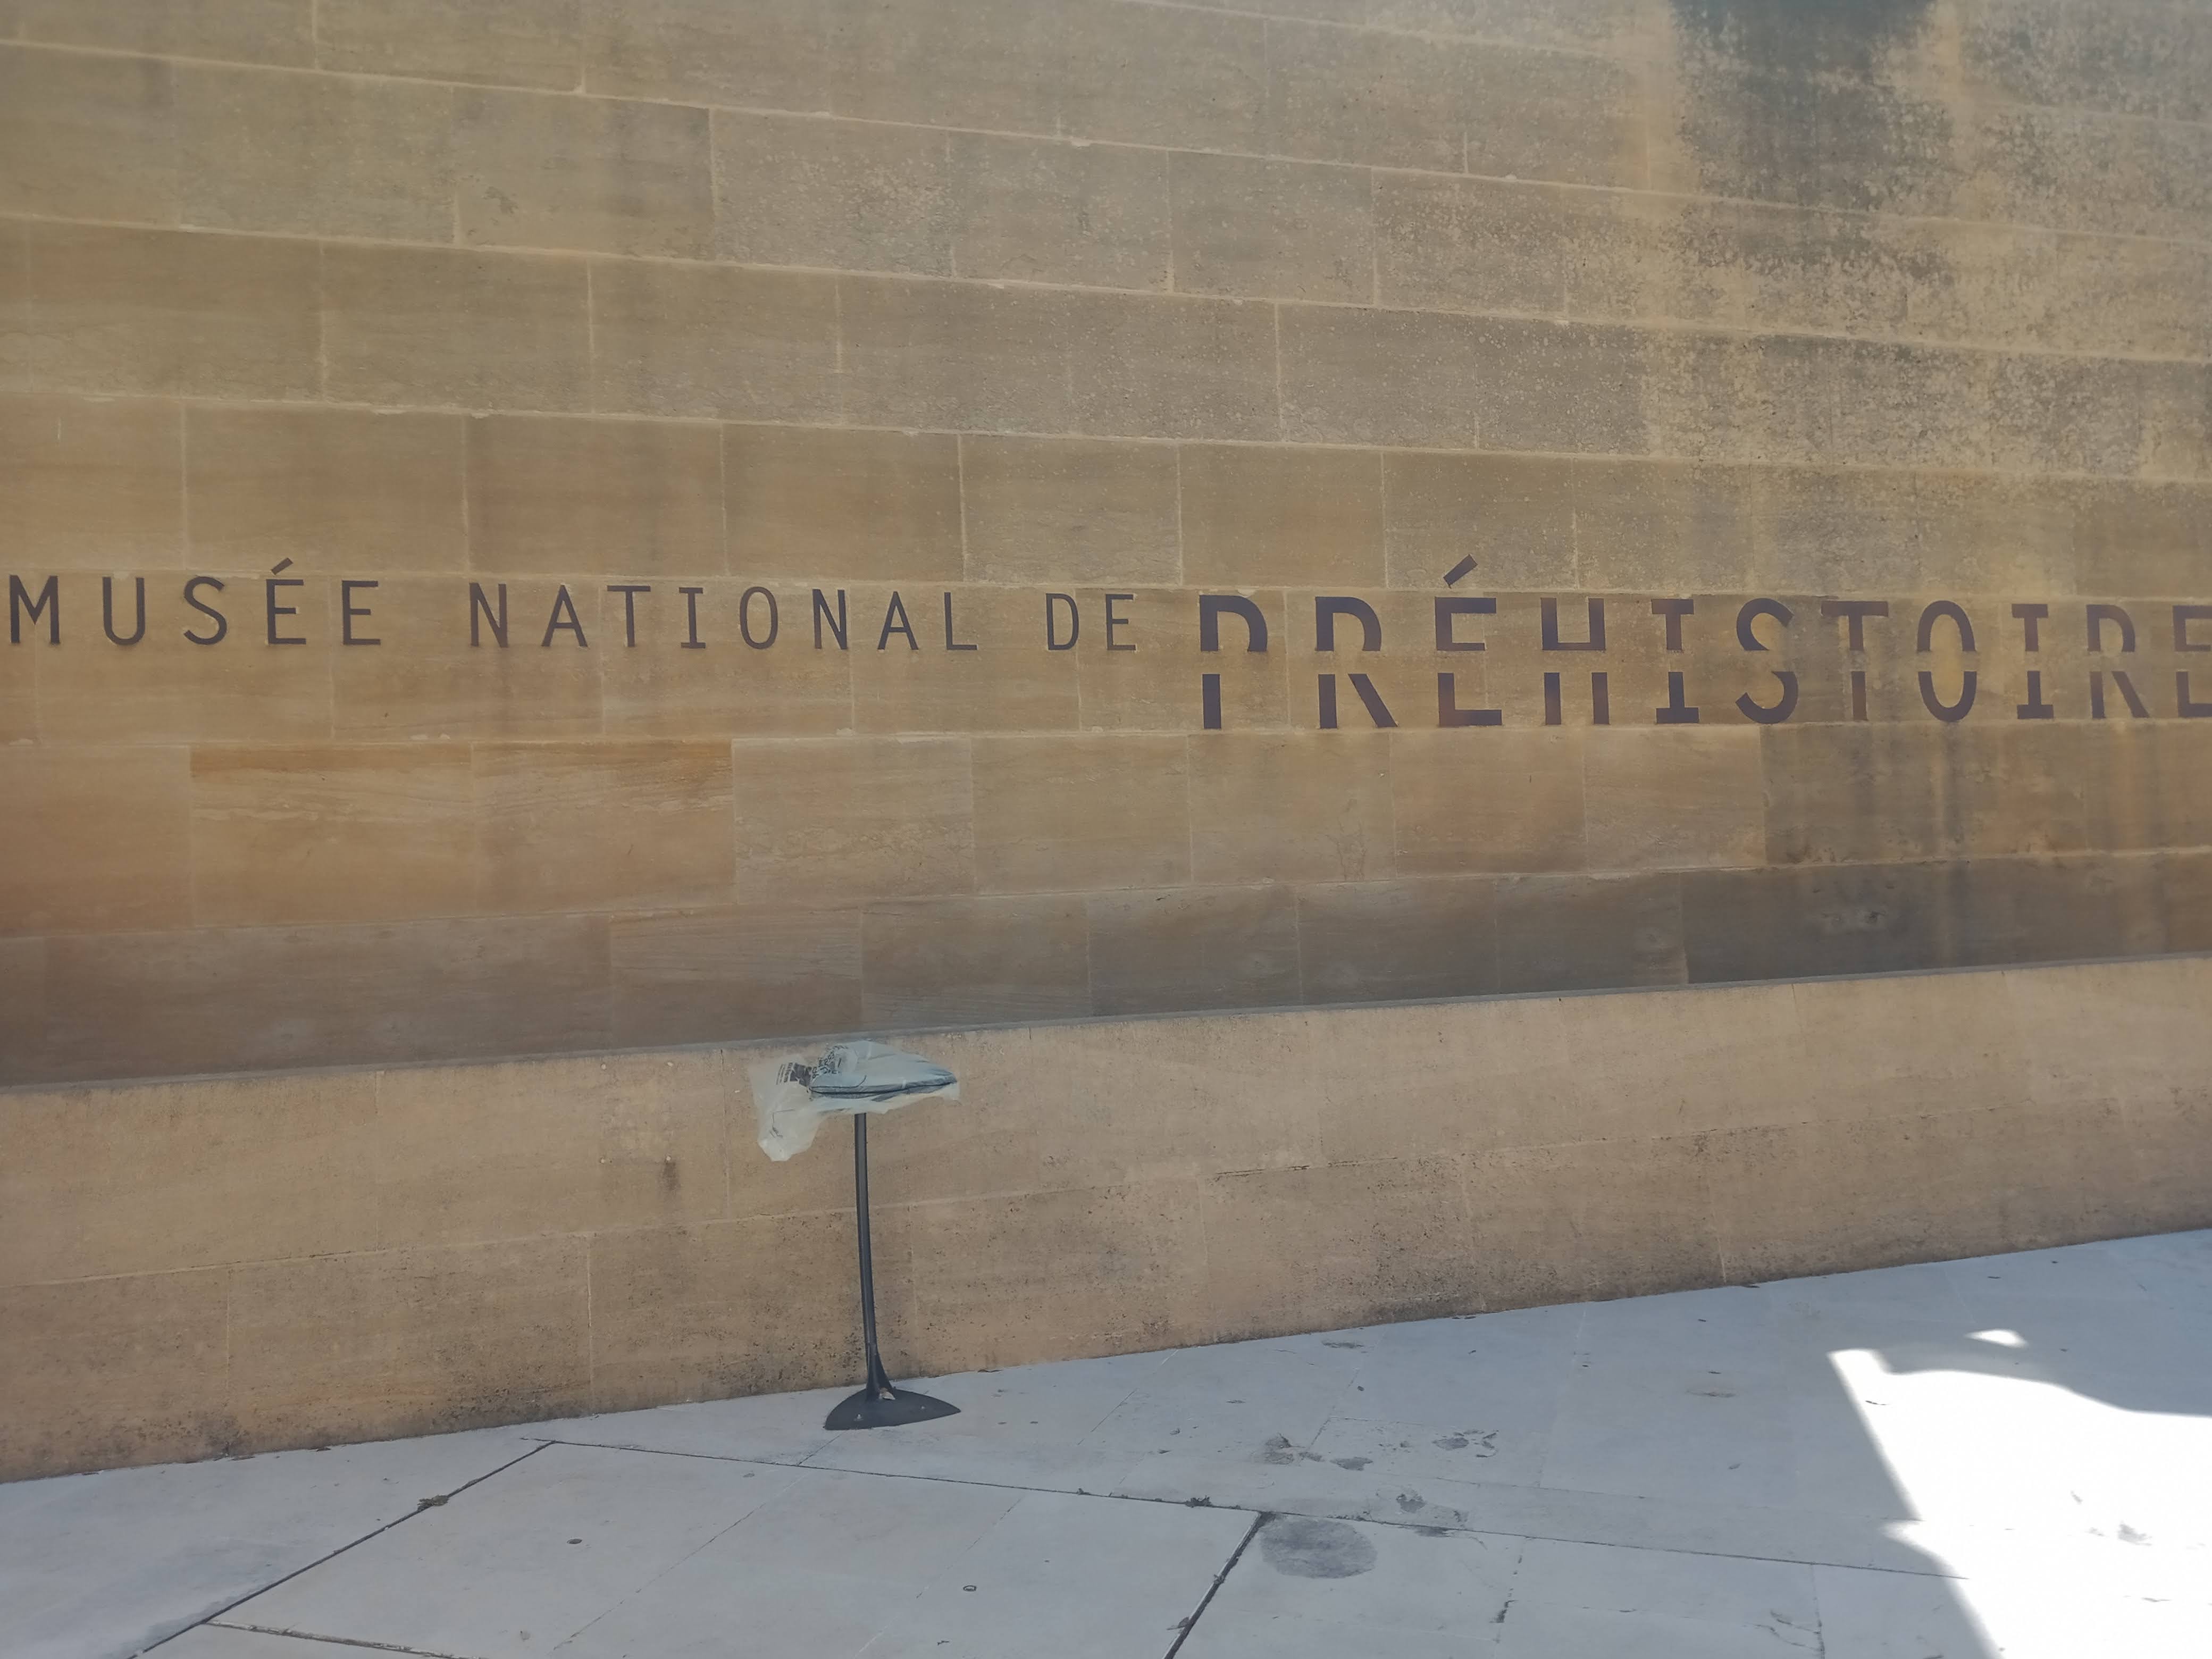 MUSÉE NATIONAL DE PRÉHISTOIRE